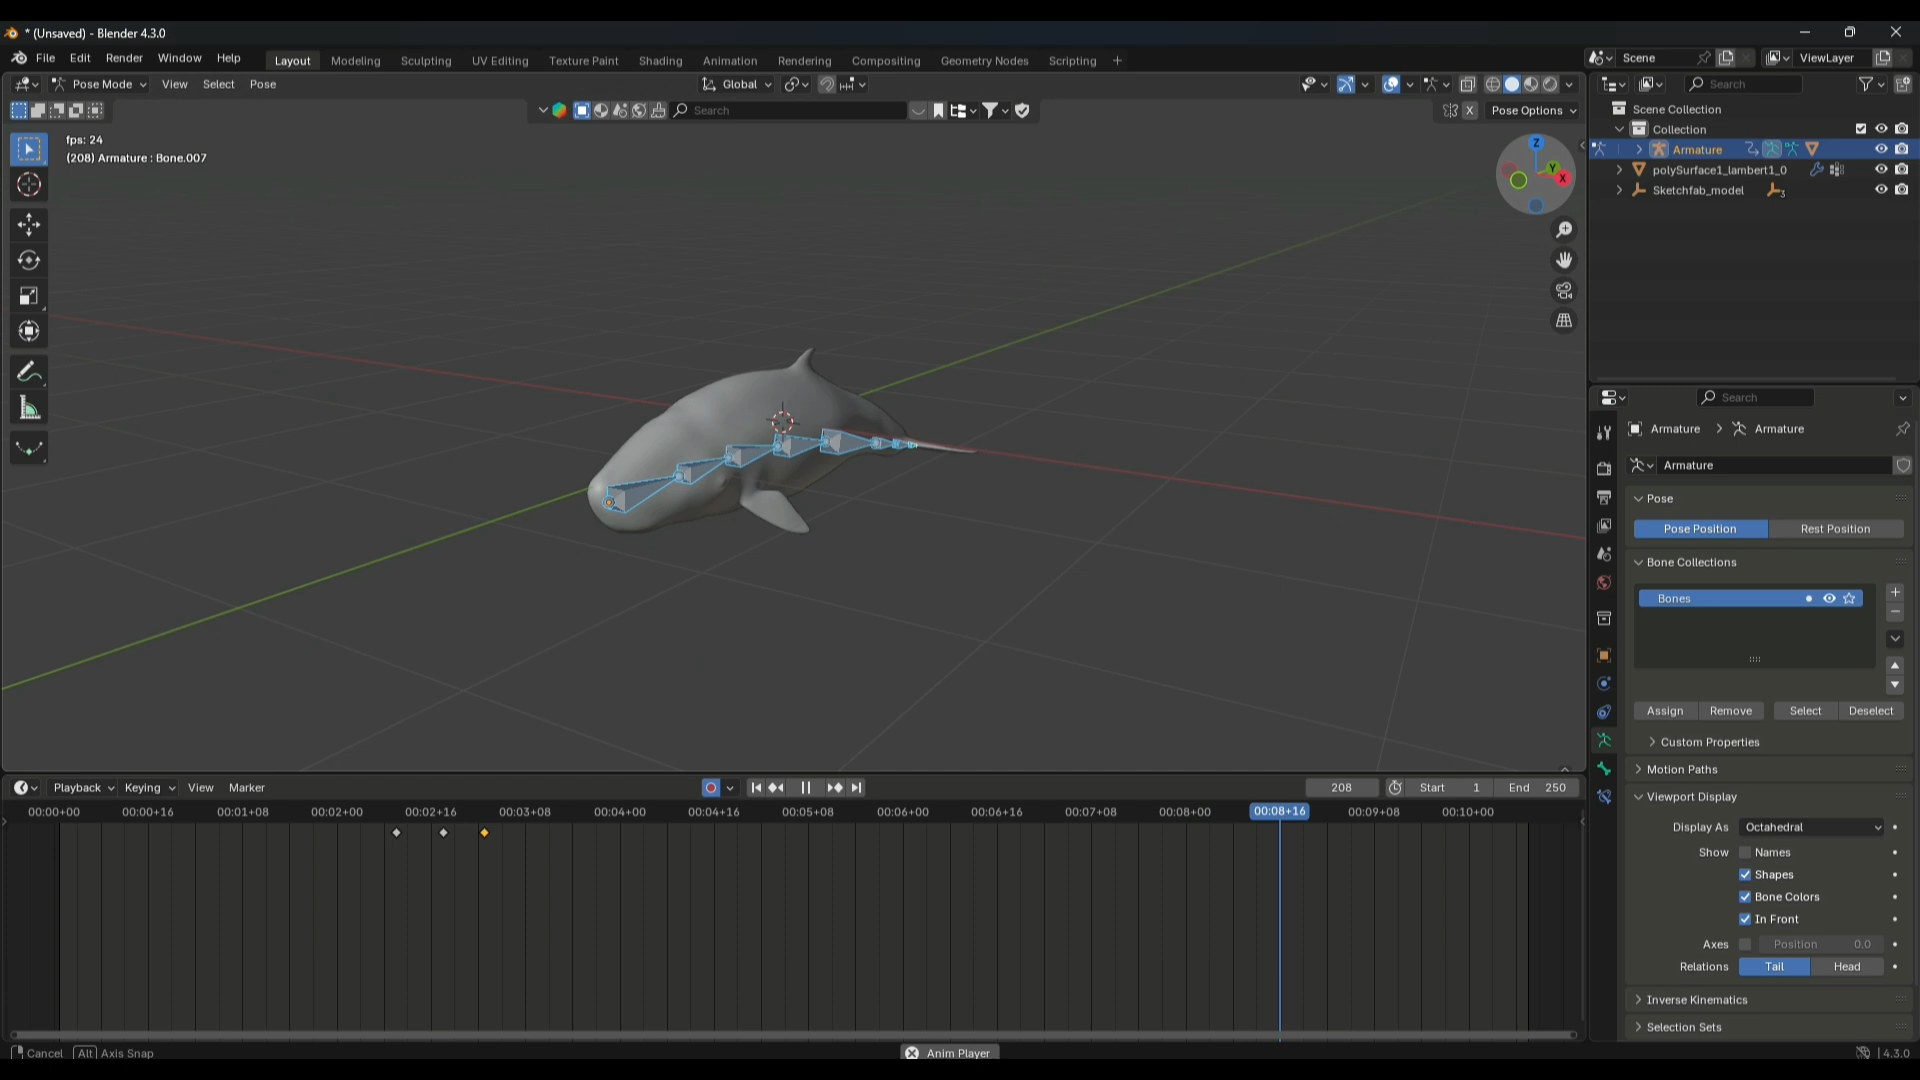 * (Unsaved) - Blender 4.3.0
File Edit Render Window Help Layout Modeling Sculpting UV Editing Texture Paint Shading Animation Rendering Compositing Geometry Nodes Scripting + Scene ViewLayer
Pose Mode View Select Pose Global Search
Search X Pose Options
Scene Collection
Collection
Armature
polySurface1_lambert1_0
Sketchfab_model 3
fps: 24
(208) Armature : Bone.007
Z
Y
X
Search
Armature > Armature
Armature
Pose
Pose Position Rest Position
Bone Collections
Bones
Assign Remove Select Deselect
Custom Properties
Motion Paths
Viewport Display
Display As Octahedral
Show Names
Shapes
Bone Colors
In Front
Axes Position 0.0
Relations Tail Head
Inverse Kinematics
Selection Sets
Playback Keying View Marker 208 Start 1 End 250
00:00+00 00:00+16 00:01+08 00:02+00 00:02+16 00:03+08 00:04+00 00:04+16 00:05+08 00:06+00 00:06+16 00:07+08 00:08+00 00:08+16 00:09+08 00:10+00
Cancel Alt Axis Snap Anim Player 4.3.0